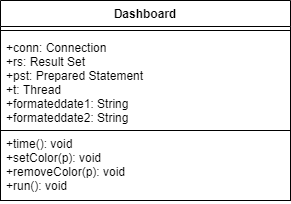 Dashboard
+conn: Connection
+rs: Result Set
+pst: Prepared Statement
+t: Thread
+formateddate1: String
+formateddate2: String
+time(): void
+setColor(p): void
+removeColor(p): void
+run(): void